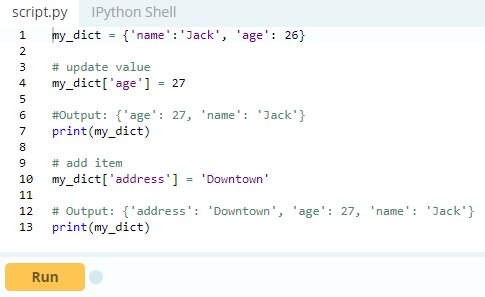 script.py IPython Shell
1 my_dict = {'name':'Jack', 'age': 26}
2
3 # update value
4 my_dict['age'] = 27
5
6 #Output: {'age': 27, 'name': 'Jack'}
7 print(my_dict)
8
9 # add item
10 my_dict['address'] = 'Downtown'
11
12 # Output: {'address': 'Downtown', 'age': 27, 'name': 'Jack'}
13 print(my_dict)
Run